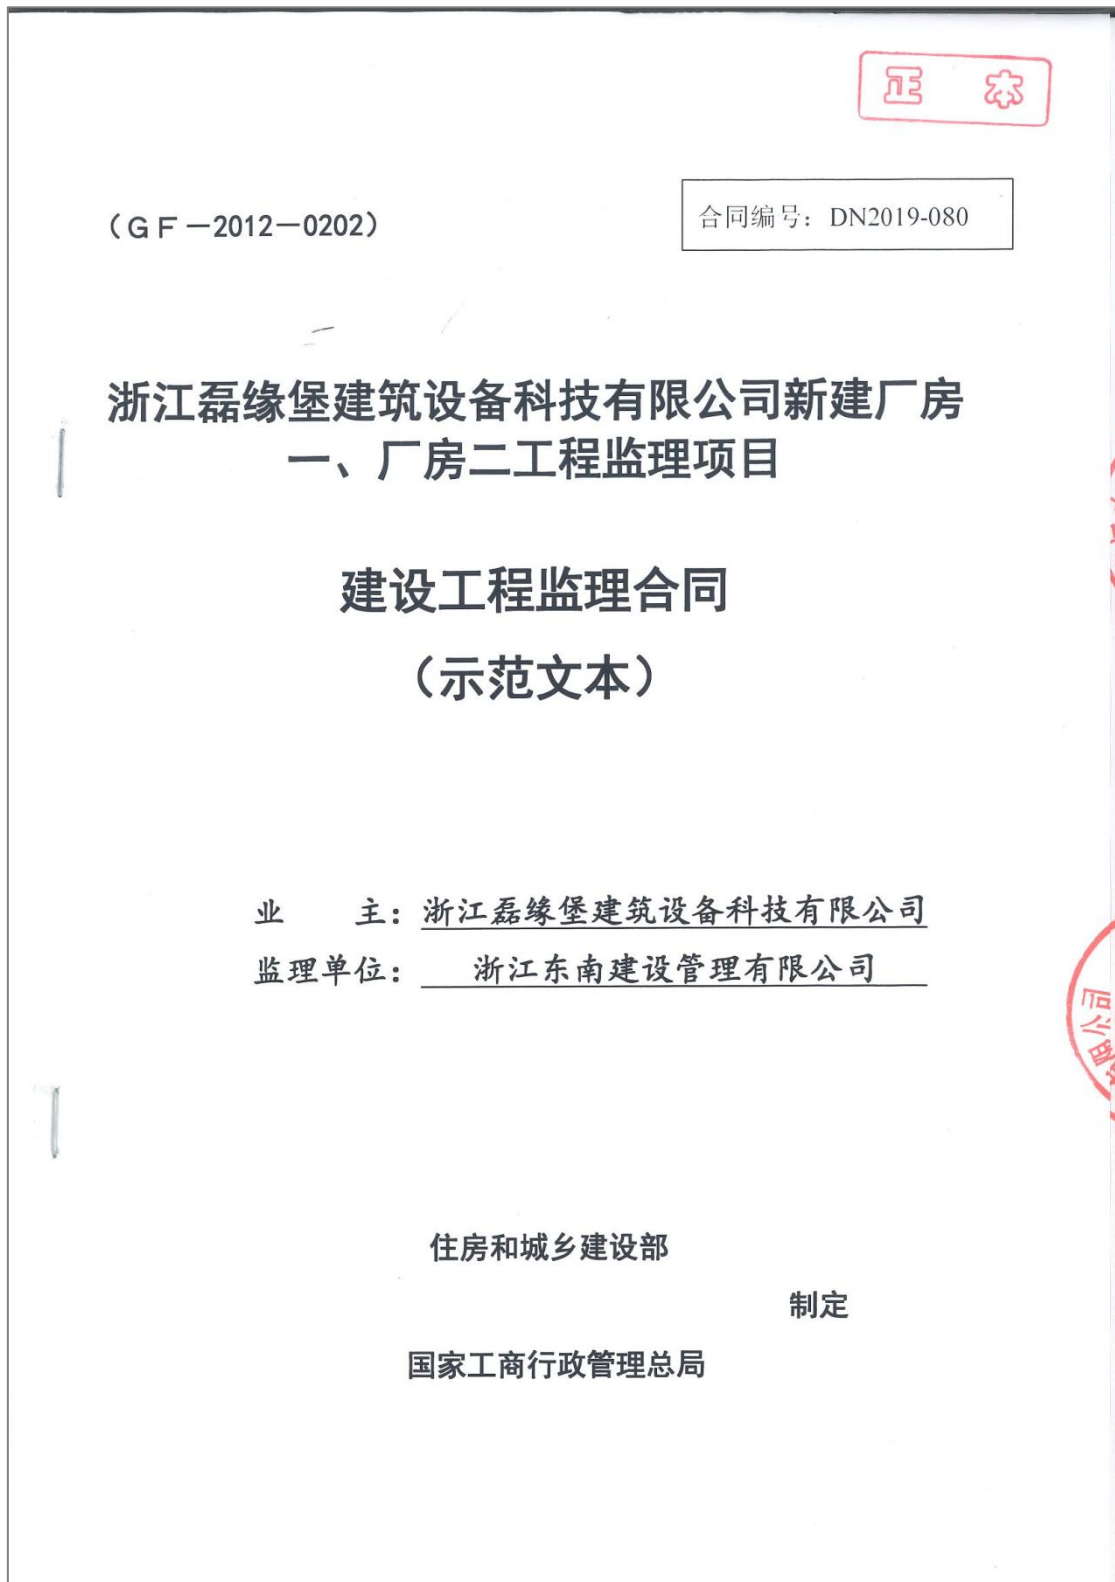 正 本
（GF－2012－0202）
合同编号：DN2019-080
浙江磊缘堡建筑设备科技有限公司新建厂房
一、厂房二工程监理项目
建设工程监理合同
（示范文本）
业 主：浙江磊缘堡建筑设备科技有限公司
监理单位：浙江东南建设管理有限公司
住房和城乡建设部
制定
国家工商行政管理总局
限公司